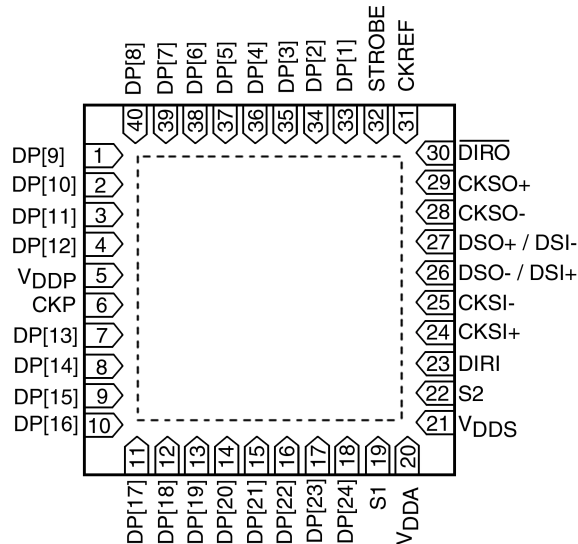 DP[8] DP[7] DP[6] DP[5] DP[4] DP[3] DP[2] DP[1] STROBE CKREF
40 39 38 37 36 35 34 33 32 31
DP[9] 1 30 DIRO
DP[10] 2 29 CKSO+
DP[11] 3 28 CKSO-
DP[12] 4 27 DSO+ / DSI-
VDDP 5 26 DSO- / DSI+
CKP 6 25 CKSI-
DP[13] 7 24 CKSI+
DP[14] 8 23 DIRI
DP[15] 9 22 S2
DP[16] 10 21 VDDS
11 12 13 14 15 16 17 18 19 20
DP[17] DP[18] DP[19] DP[20] DP[21] DP[22] DP[23] DP[24] S1 VDDA